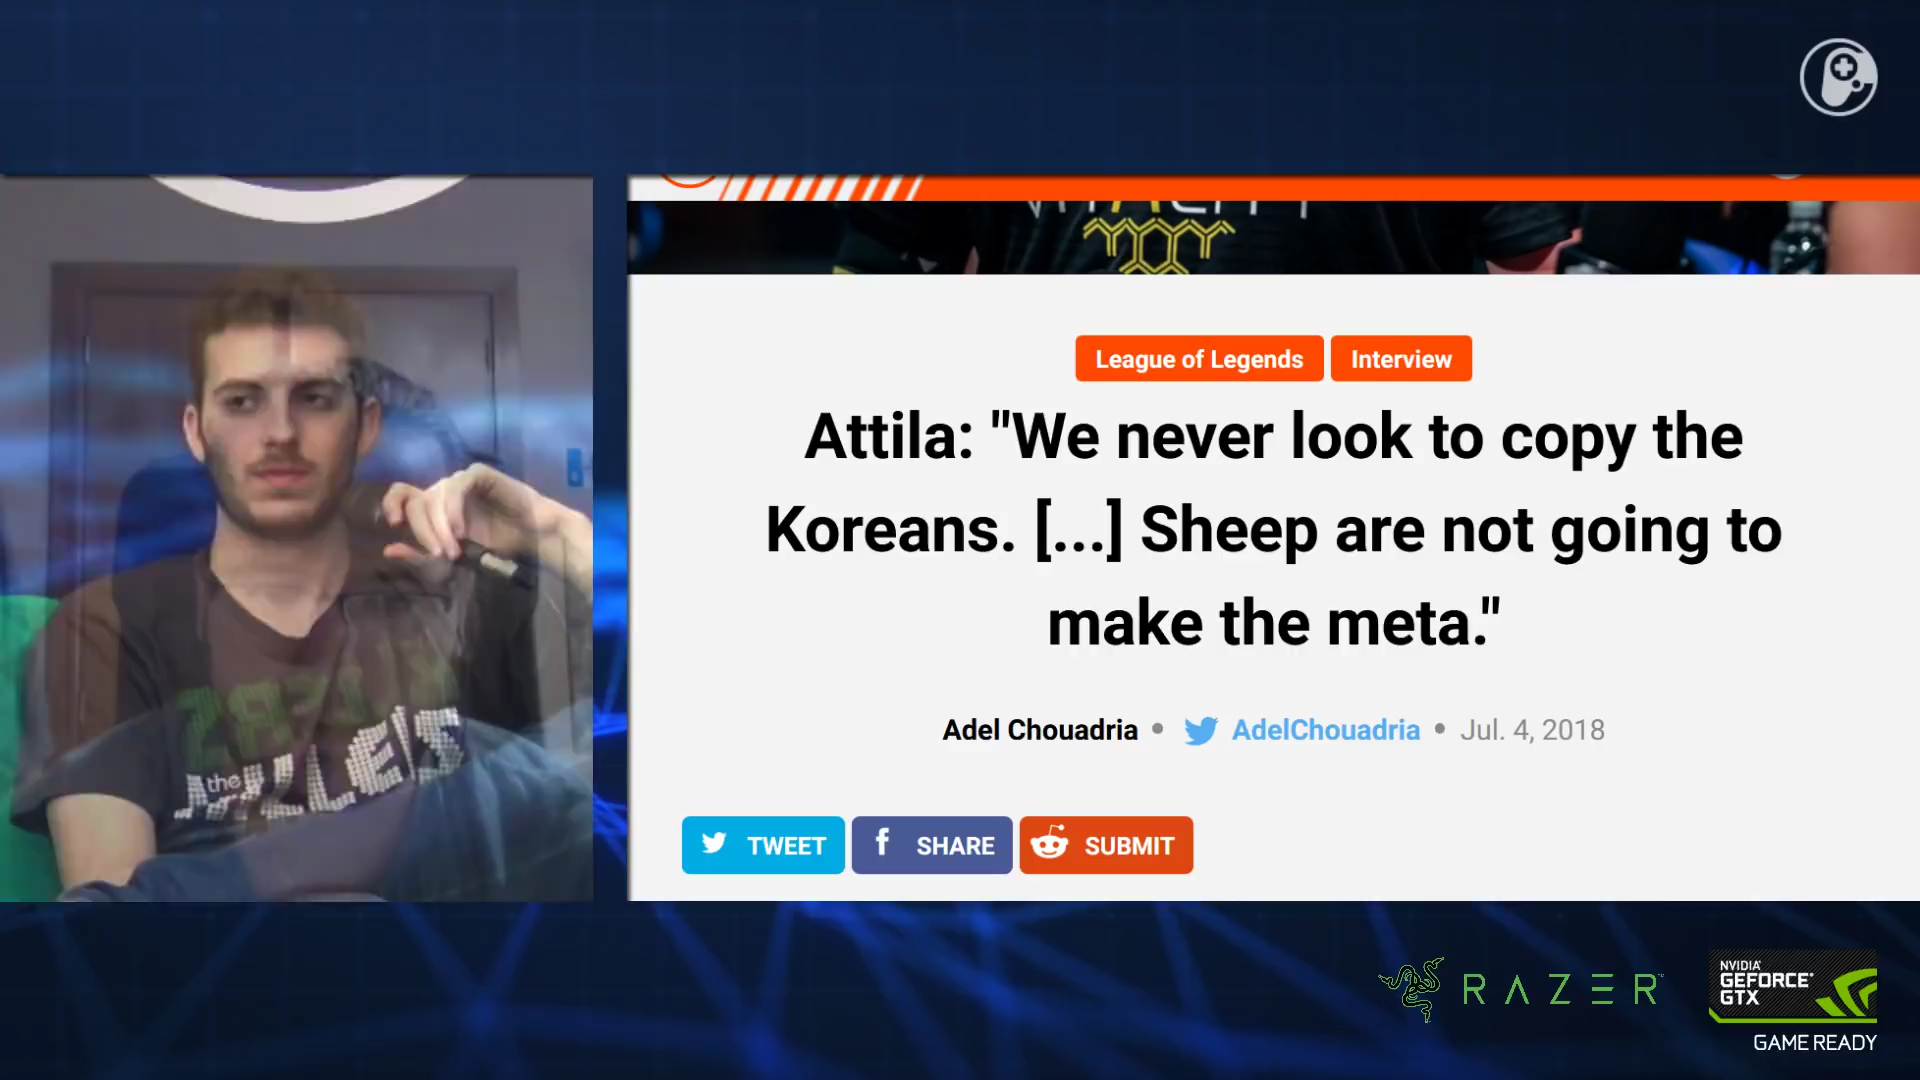 League of Legends
Interview
Attila: "We never look to copy the
Koreans. [...] Sheep are not going to
make the meta."
Adel Chouadria • AdelChouadria • Jul. 4, 2018
TWEET
SHARE
SUBMIT
the
RAZER
NVIDIA
GEFORCE
GTX
GAME READY